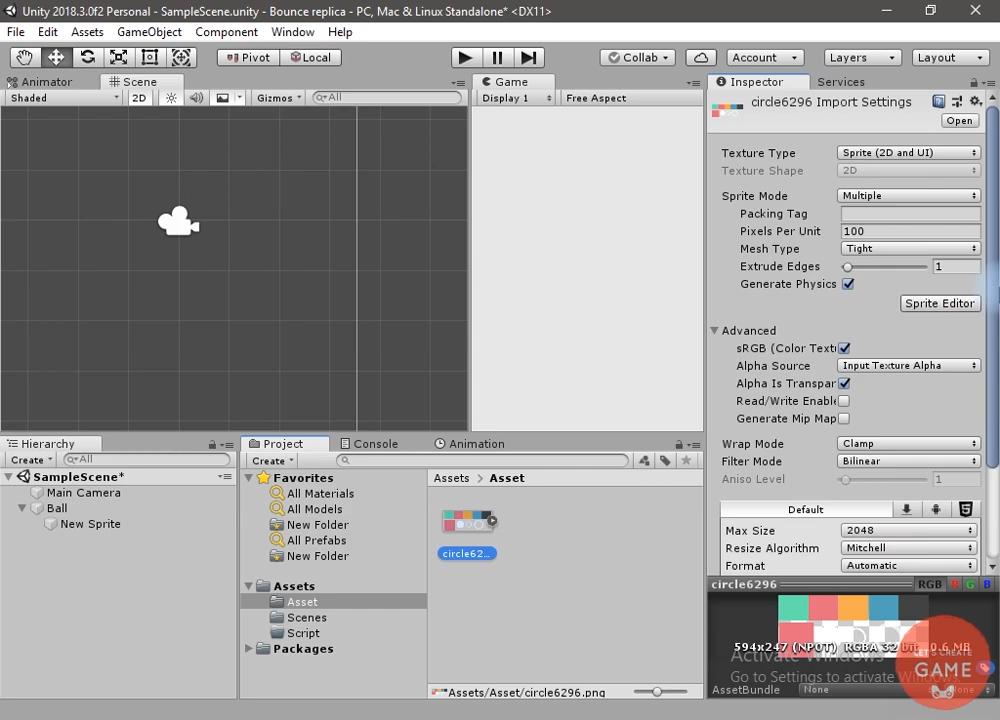 Unity 2018.3.0f2 Personal - SampleScene.unity - Bounce replica - PC, Mac & Linux Standalone* <DX11>
File Edit Assets GameObject Component Window Help
Pivot Local Collab Account Layers Layout
Animator Scene Game Inspector Services
Shaded 2D Gizmos All Display 1 Free Aspect
circle6296 Import Settings
Open
Texture Type Sprite (2D and UI)
Texture Shape 2D
Sprite Mode Multiple
Packing Tag
Pixels Per Unit 100
Mesh Type Tight
Extrude Edges 1
Generate Physics
Sprite Editor
Advanced
sRGB (Color Text
Alpha Source Input Texture Alpha
Alpha Is Transpar
Read/Write Enable
Generate Mip Map
Wrap Mode Clamp
Filter Mode Bilinear
Aniso Level 1
Default
Max Size 2048
Resize Algorithm Mitchell
Format Automatic
circle6296 RGB R G B
594x247 (NPOT) RGBA 32 bit 0.6 MB
Activate Windows
Go to Settings to activate Windows.
AssetBundle None None
LET'S CREATE
GAME
Hierarchy
Create All
SampleScene*
Main Camera
Ball
New Sprite
Project Console Animation
Create
Favorites
All Materials
All Models
New Folder
All Prefabs
New Folder
Assets
Asset
Scenes
Script
Packages
Assets > Asset
circle62...
Assets/Asset/circle6296.png